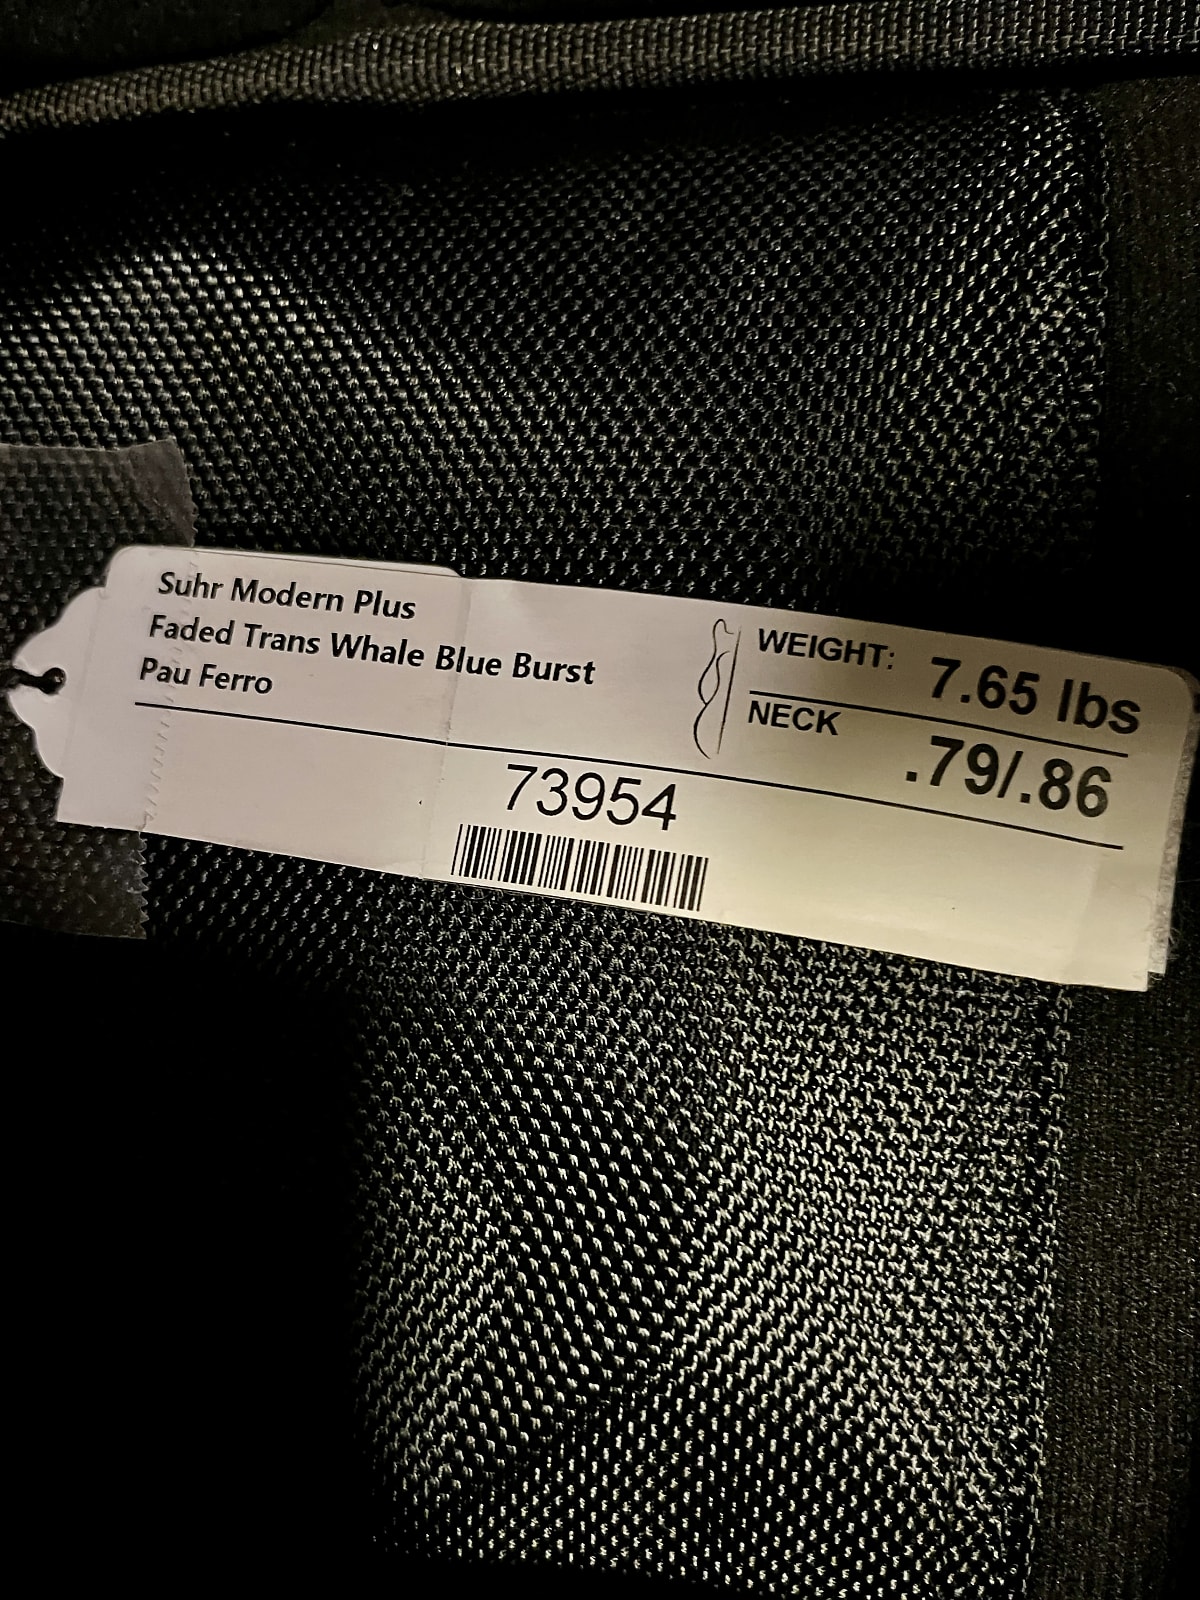 Suhr Modern Plus
Faded Trans Whale Blue Burst
Pau Ferro
WEIGHT: 7.65 lbs
NECK .79/.86
73954